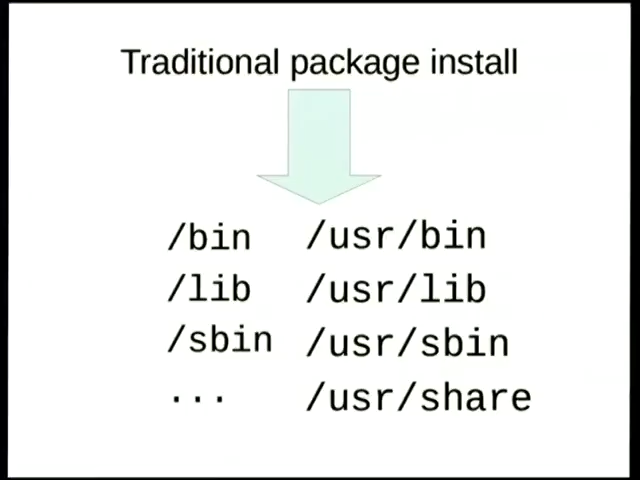 Traditional package install
/bin /usr/bin
/lib /usr/lib
/sbin /usr/sbin
... /usr/share